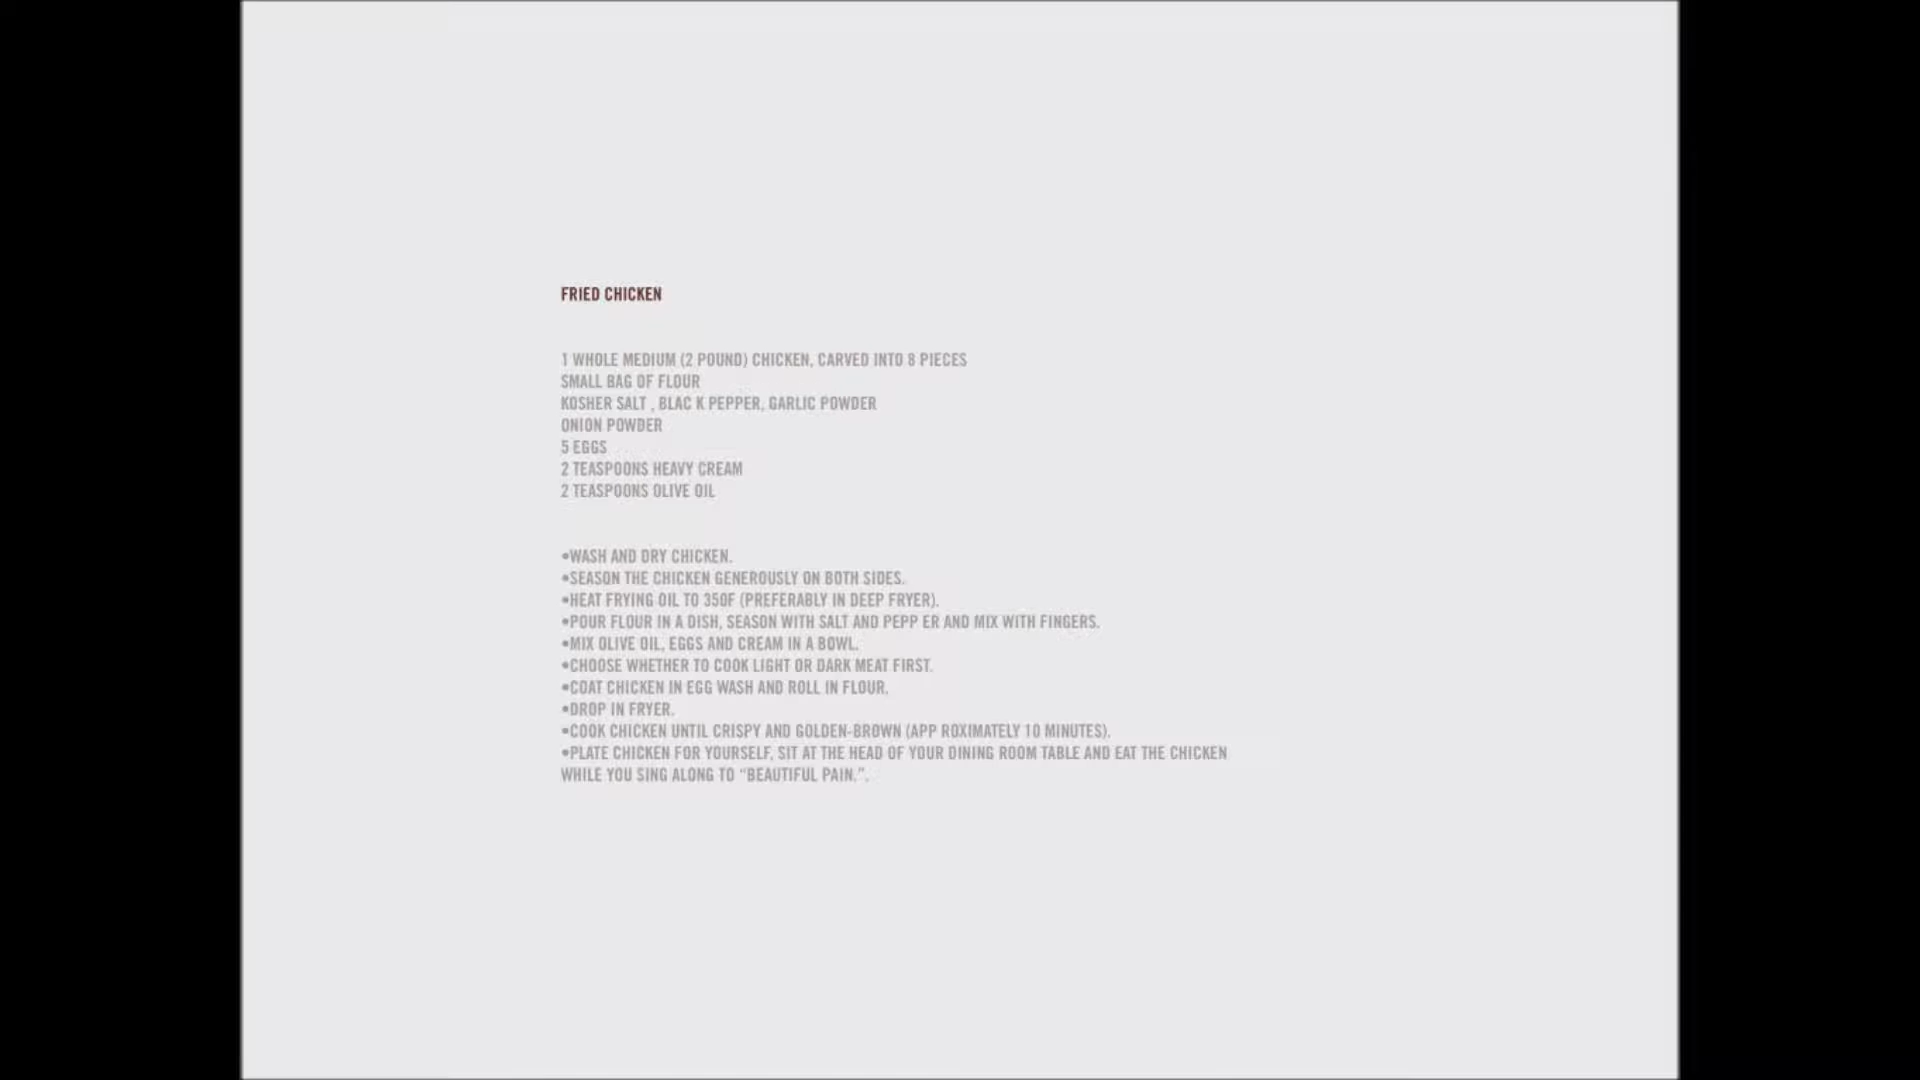 FRIED CHICKEN
1 WHOLE MEDIUM (2 POUND) CHICKEN, CARVED INTO 8 PIECES
SMALL BAG OF FLOUR
KOSHER SALT , BLAC K PEPPER, GARLIC POWDER
ONION POWDER
5 EGGS
2 TEASPOONS HEAVY CREAM
2 TEASPOONS OLIVE OIL
•WASH AND DRY CHICKEN.
•SEASON THE CHICKEN GENEROUSLY ON BOTH SIDES.
•HEAT FRYING OIL TO 350F (PREFERABLY IN DEEP FRYER).
•POUR FLOUR IN A DISH, SEASON WITH SALT AND PEPP ER AND MIX WITH FINGERS.
•MIX OLIVE OIL, EGGS AND CREAM IN A BOWL.
•CHOOSE WHETHER TO COOK LIGHT OR DARK MEAT FIRST.
•COAT CHICKEN IN EGG WASH AND ROLL IN FLOUR.
•DROP IN FRYER.
•COOK CHICKEN UNTIL CRISPY AND GOLDEN-BROWN (APP ROXIMATELY 10 MINUTES).
•PLATE CHICKEN FOR YOURSELF, SIT AT THE HEAD OF YOUR DINING ROOM TABLE AND EAT THE CHICKEN
WHILE YOU SING ALONG TO “BEAUTIFUL PAIN.”.